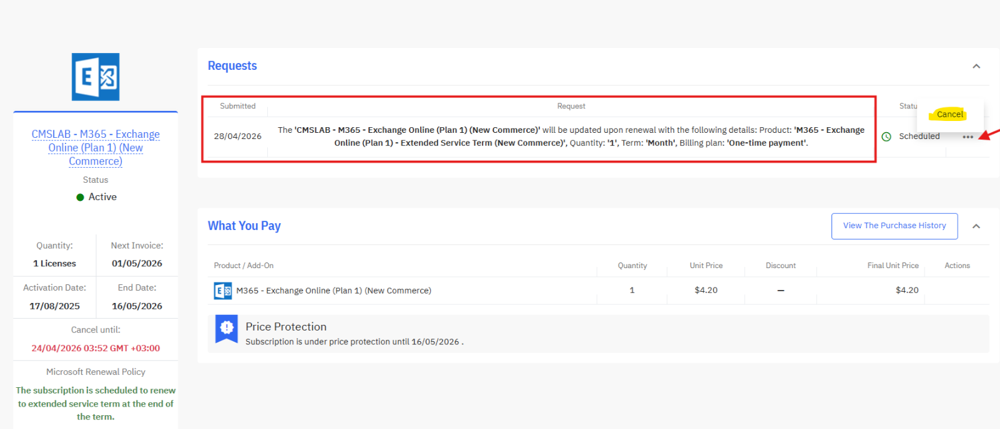 E
CMSLAB - M365 - Exchange
Online (Plan 1) (New
Commerce)
Status
Active
Quantity:
Next Invoice:
1 Licenses
01/05/2026
Activation Date:
End Date:
17/08/2025
16/05/2026
Cancel until:
24/04/2026 03:52 GMT +03:00
Microsoft Renewal Policy
The subscription is scheduled to renew
to extended service term at the end of
the term.
Requests
Submitted
Request
Statu
Cancel
28/04/2026
The 'CMSLAB - M365 - Exchange Online (Plan 1) (New Commerce)' will be updated upon renewal with the following details: Product: 'M365 - Exchange
Online (Plan 1) - Extended Service Term (New Commerce)', Quantity: '1', Term: 'Month', Billing plan: 'One-time payment'.
Scheduled
What You Pay
View The Purchase History
Product / Add-On
Quantity
Unit Price
Discount
Final Unit Price
Actions
E
M365 - Exchange Online (Plan 1) (New Commerce)
1
$4.20
—
$4.20
Price Protection
Subscription is under price protection until 16/05/2026 .